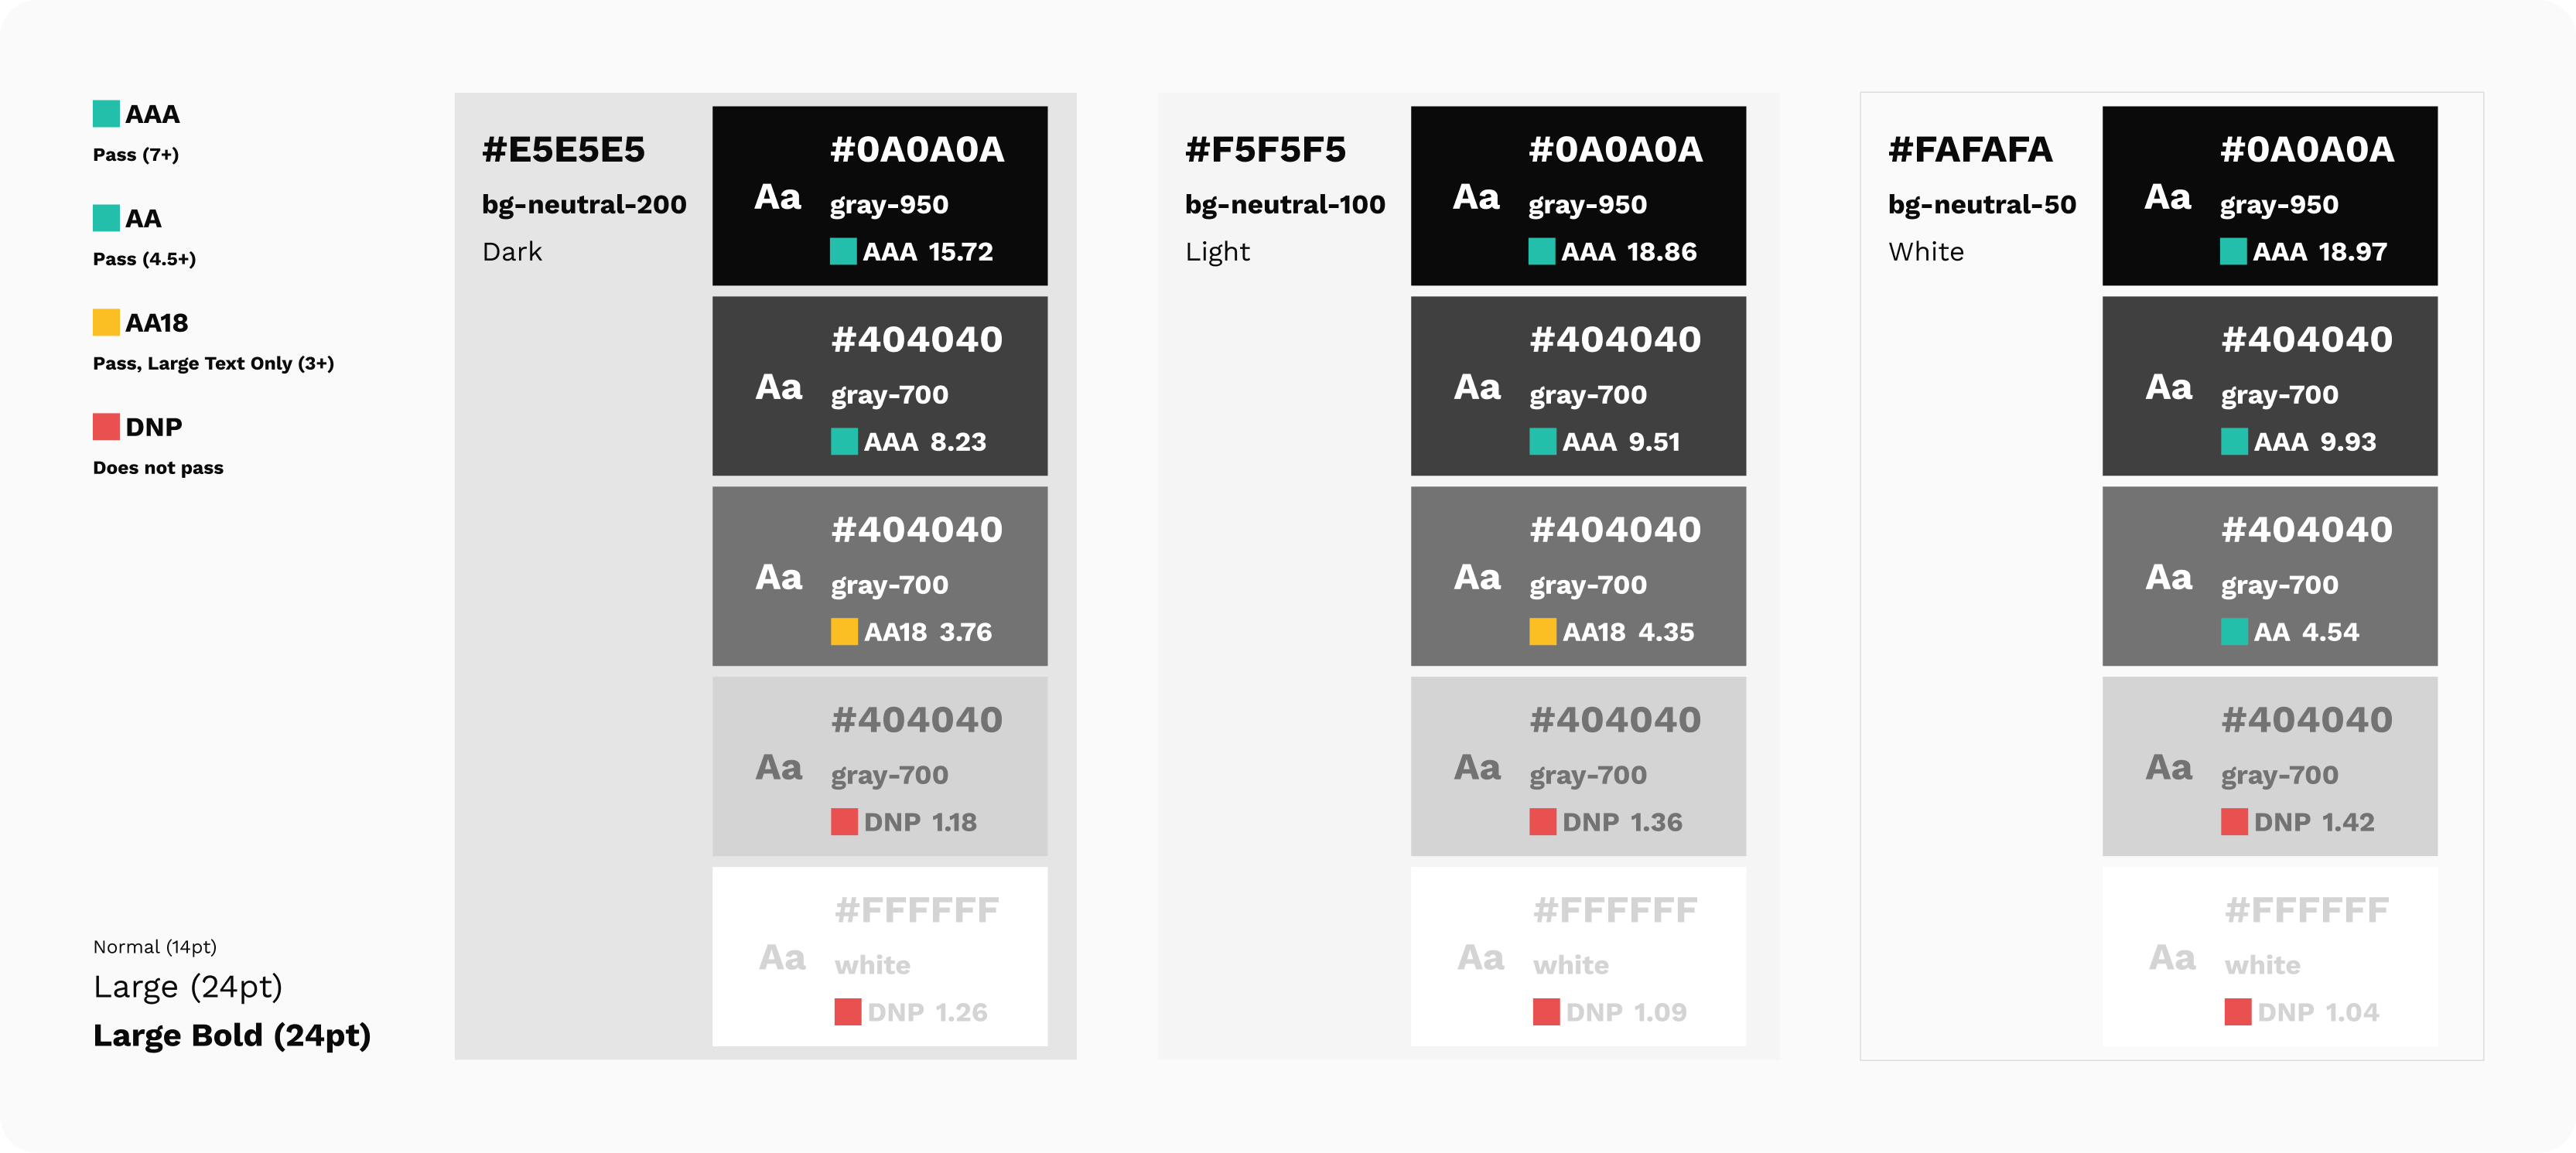 AAA
Pass (7+)
AA
Pass (4.5+)
AA18
Pass, Large Text Only (3+)
DNP
Does not pass
Normal (14pt)
Large (24pt)
Large Bold (24pt)
#E5E5E5
bg-neutral-200
Dark
#0A0A0A
Aa
gray-950
AAA 15.72
#404040
Aa
gray-700
AAA 8.23
#404040
Aa
gray-700
AA18 3.76
#404040
Aa
gray-700
DNP 1.18
#FFFFFF
Aa
white
DNP 1.26
#F5F5F5
bg-neutral-100
Light
#0A0A0A
Aa
gray-950
AAA 18.86
#404040
Aa
gray-700
AAA 9.51
#404040
Aa
gray-700
AA18 4.35
#404040
Aa
gray-700
DNP 1.36
#FFFFFF
Aa
white
DNP 1.09
#FAFAFA
bg-neutral-50
White
#0A0A0A
Aa
gray-950
AAA 18.97
#404040
Aa
gray-700
AAA 9.93
#404040
Aa
gray-700
AA 4.54
#404040
Aa
gray-700
DNP 1.42
#FFFFFF
Aa
white
DNP 1.04